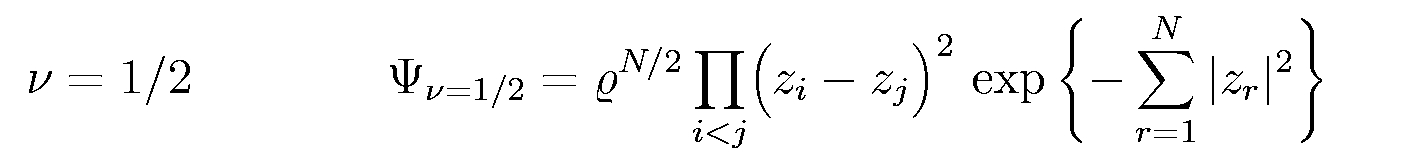 ν = 1/2 Ψ_{ν=1/2} = ϱ^{N/2} ∏_{i<j} (z_i − z_j)^2 exp { − ∑_{r=1}^{N} |z_r|^2 }